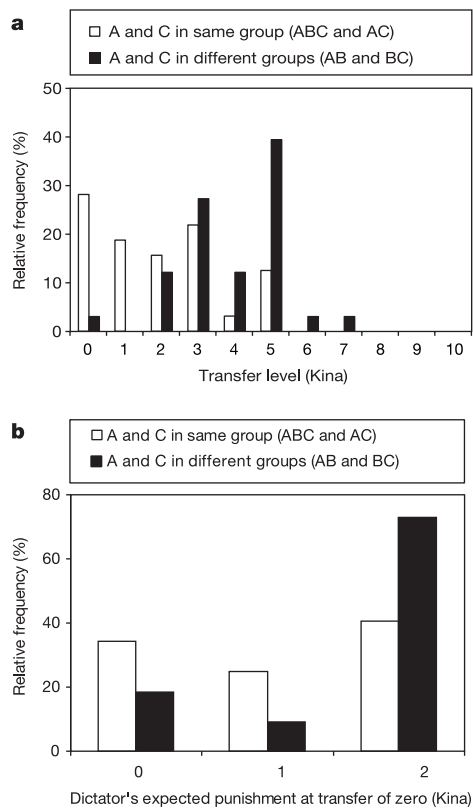 a
A and C in same group (ABC and AC)
A and C in different groups (AB and BC)
50
40
30
20
10
0
Relative frequency (%)
0 1 2 3 4 5 6 7 8 9 10
Transfer level (Kina)
b
A and C in same group (ABC and AC)
A and C in different groups (AB and BC)
80
60
40
20
0
Relative frequency (%)
0 1 2
Dictator's expected punishment at transfer of zero (Kina)